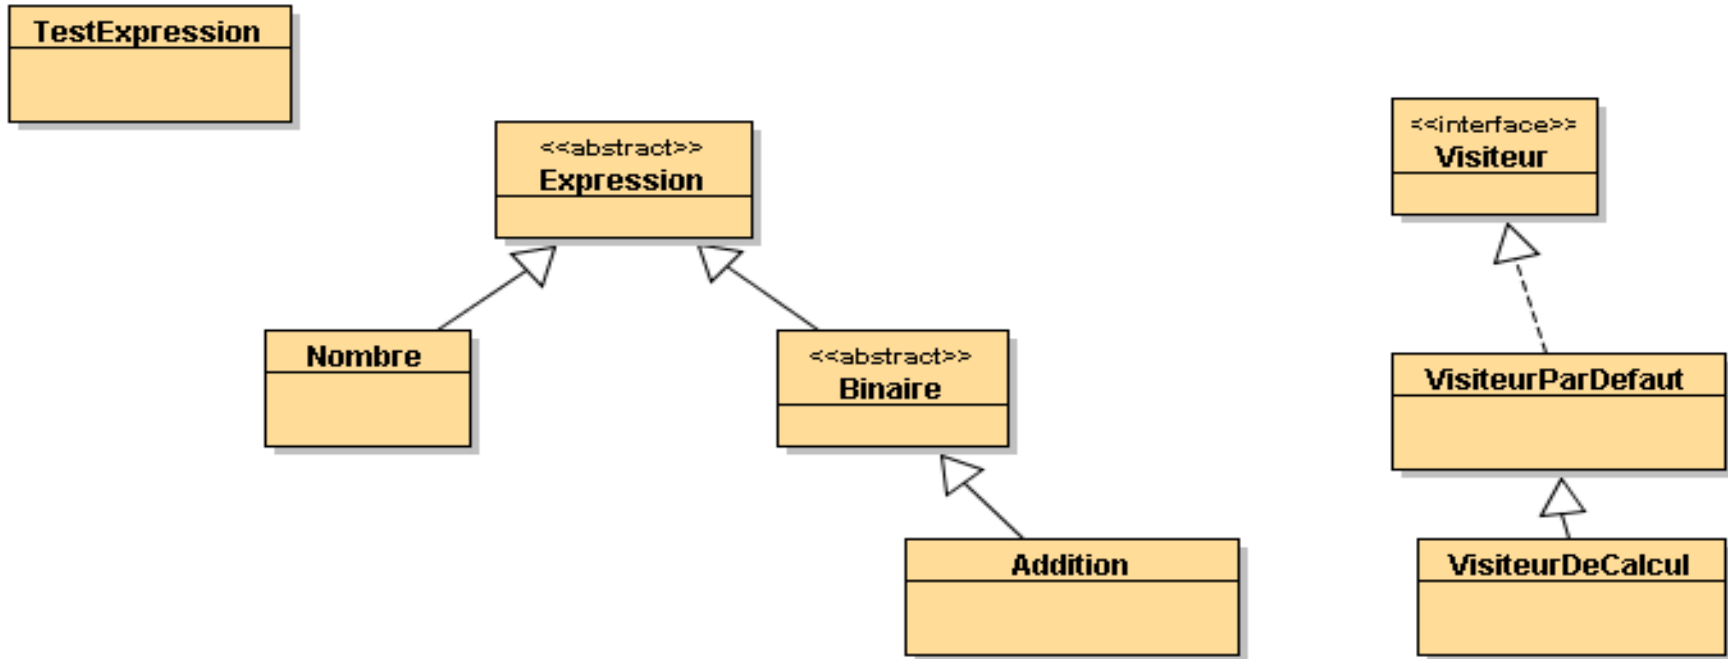 TestExpression
<<abstract>>
Expression
<<interface>>
Visiteur
Nombre
<<abstract>>
Binaire
VisiteurParDefaut
Addition
VisiteurDeCalcul